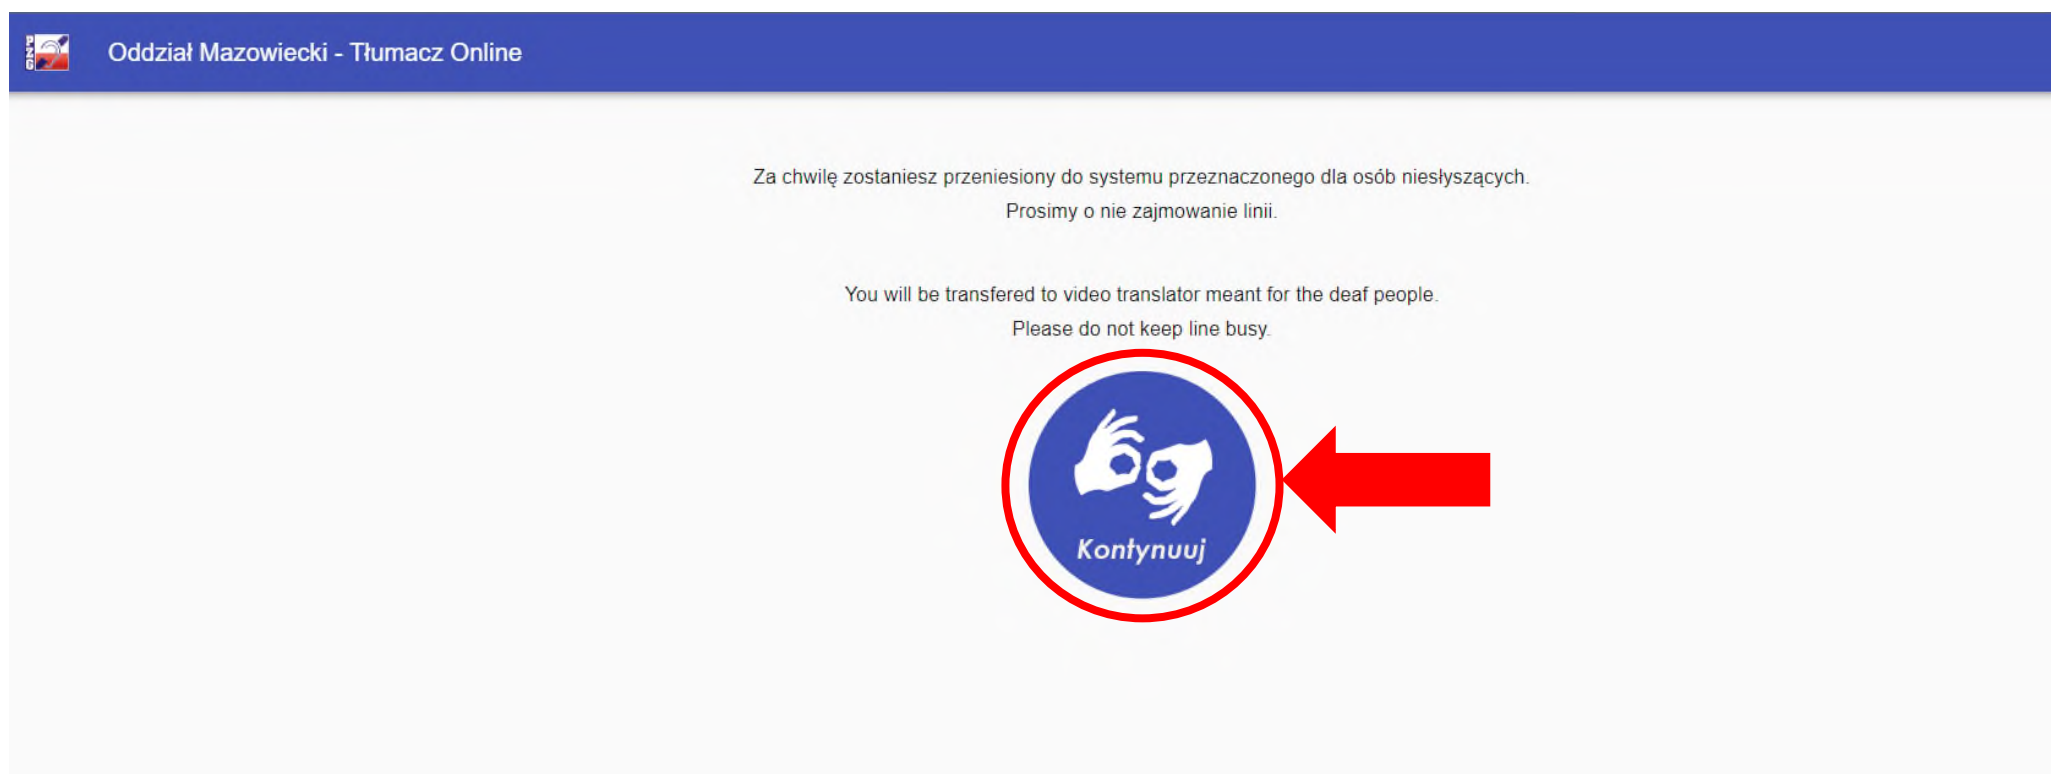 PZG
Oddział Mazowiecki - Tłumacz Online
Za chwilę zostaniesz przeniesiony do systemu przeznaczonego dla osób niesłyszących.
Prosimy o nie zajmowanie linii.
You will be transfered to video translator meant for the deaf people.
Please do not keep line busy.
Kontynuuj